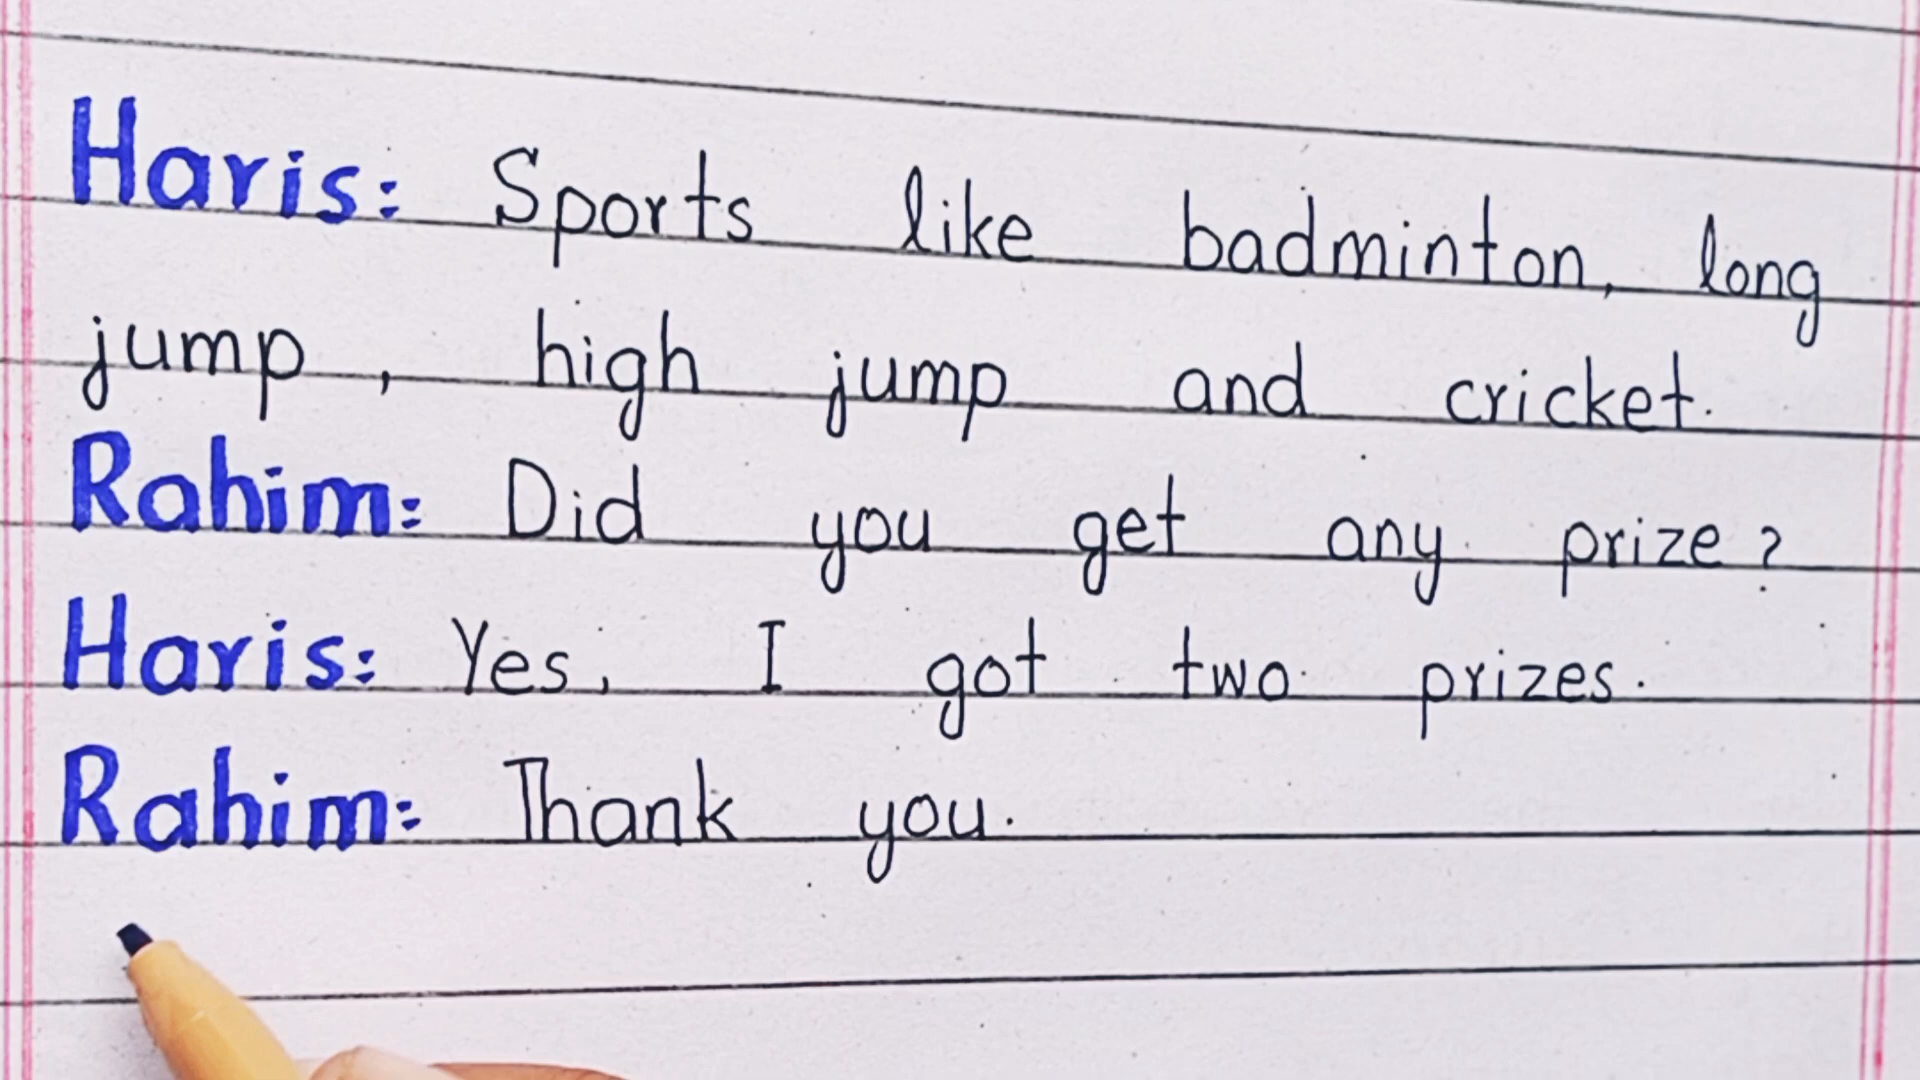 Haris: Sports like badminton, long
jump, high jump and cricket.
Rahim: Did you get any prize?
Haris: Yes, I got two prizes.
Rahim: Thank you.